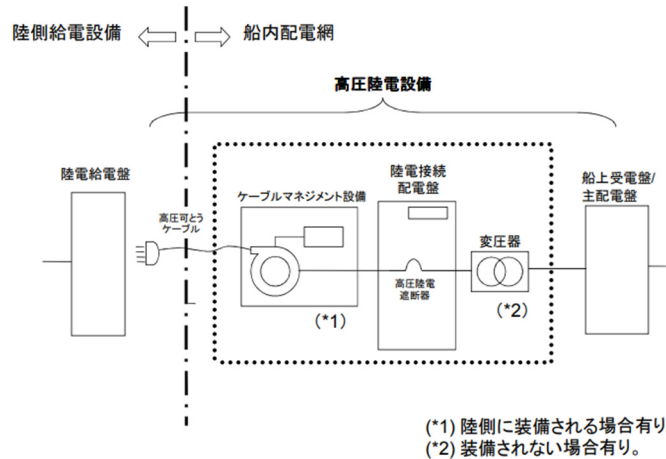 陸側給電設備
船内配電網
高圧陸電設備
陸電給電盤
高圧可とう
ケーブル
ケーブルマネジメント設備
(*1)
陸電接続
配電盤
高圧陸電
遮断器
変圧器
(*2)
船上受電盤/
主配電盤
(*1) 陸側に装備される場合有り
(*2) 装備されない場合有り。